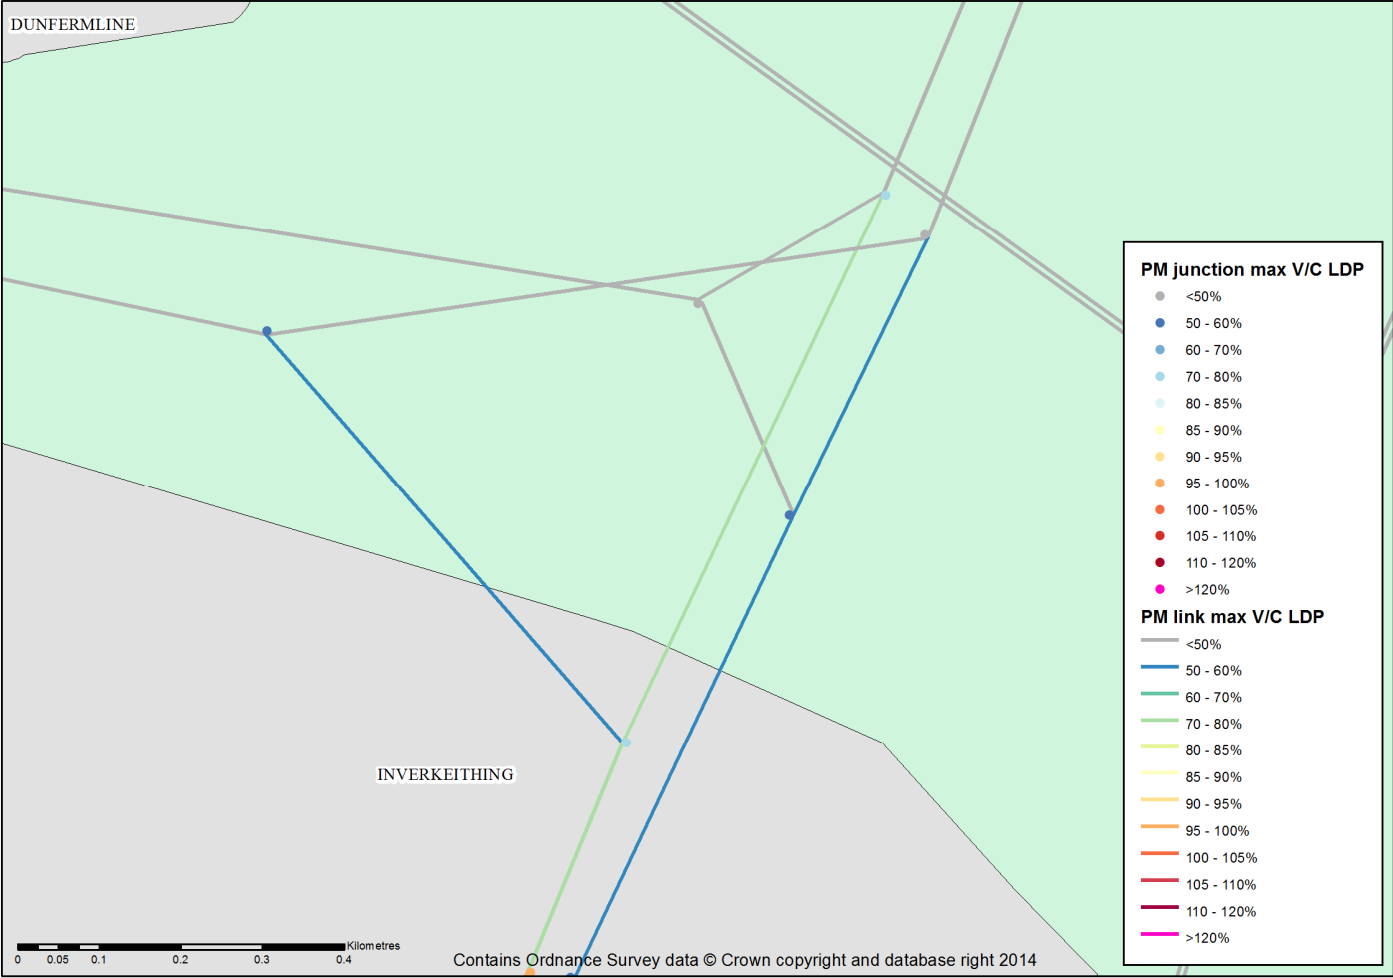 DUNFERMLINE
PM junction max V/C LDP
<50%
50 - 60%
60 - 70%
70 - 80%
80 - 85%
85 - 90%
90 - 95%
95 - 100%
100 - 105%
105 - 110%
110 - 120%
>120%
PM link max V/C LDP
<50%
50 - 60%
60 - 70%
70 - 80%
80 - 85%
85 - 90%
90 - 95%
95 - 100%
100 - 105%
105 - 110%
110 - 120%
>120%
INVERKEITHING
Kilometres
0 0.05 0.1 0.2 0.3 0.4
Contains Ordnance Survey data © Crown copyright and database right 2014